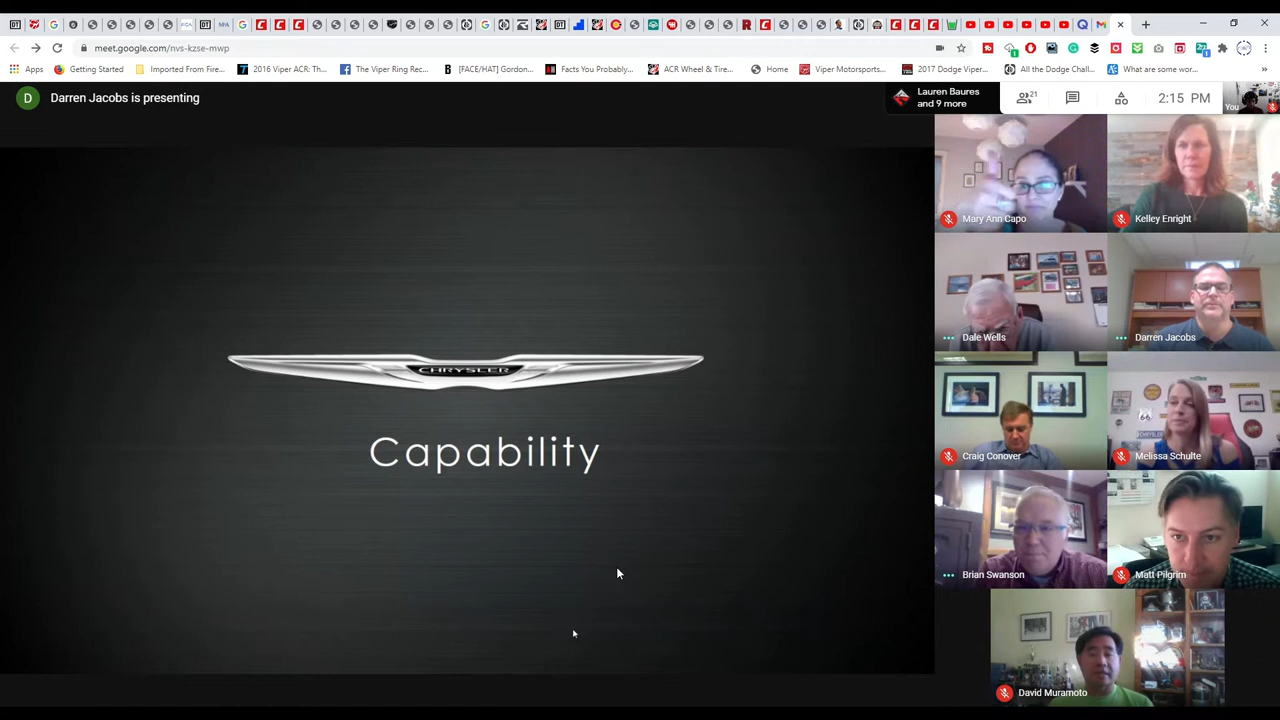 meet.google.com/nvs-kzse-mwp
Apps
Getting Started
Imported From Fire...
2016 Viper ACR: Th...
The Viper Ring Rec...
[FACE/HAT] Gordon...
Facts You Probably...
ACR Wheel & Tire...
Home
Viper Motorsports...
2017 Dodge Viper...
All the Dodge Chall...
What are some wor...
D
Darren Jacobs is presenting
Lauren Baures
and 9 more
21
2:15 PM
You
Mary Ann Capo
Kelley Enright
CHRYSLER
Capability
Dale Wells
Darren Jacobs
66
Craig Conover
Melissa Schulte
Brian Swanson
Matt Pilgrim
David Muramoto